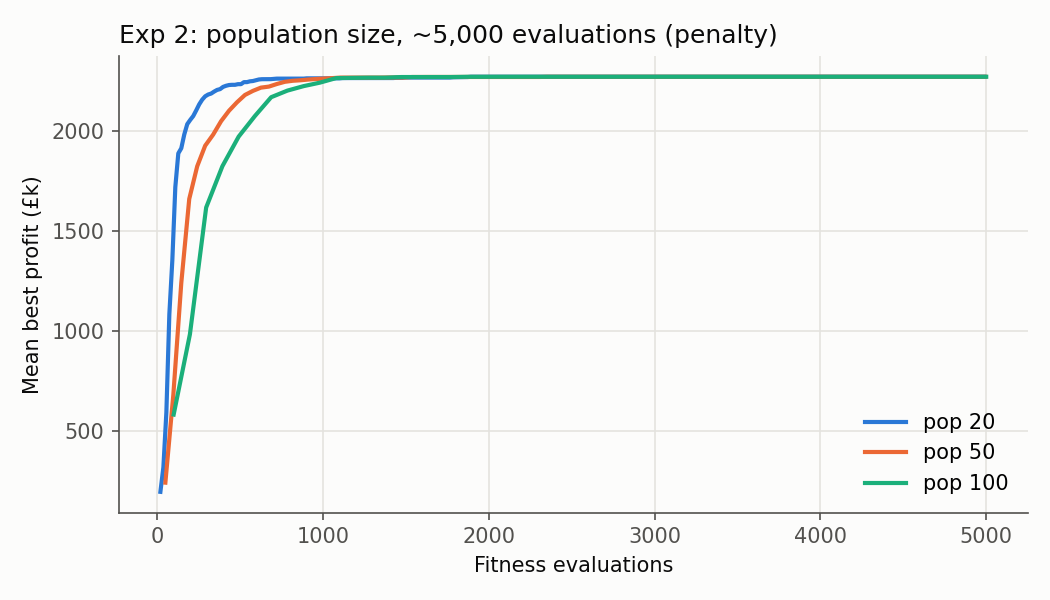 Exp 2: population size, ~5,000 evaluations (penalty)
Mean best profit (£k)
2000
1500
1000
500
pop 20
pop 50
pop 100
0 1000 2000 3000 4000 5000
Fitness evaluations